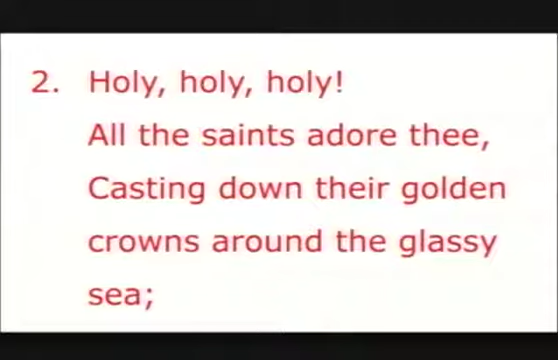 2. Holy, holy, holy!
All the saints adore thee,
Casting down their golden
crowns around the glassy
sea;